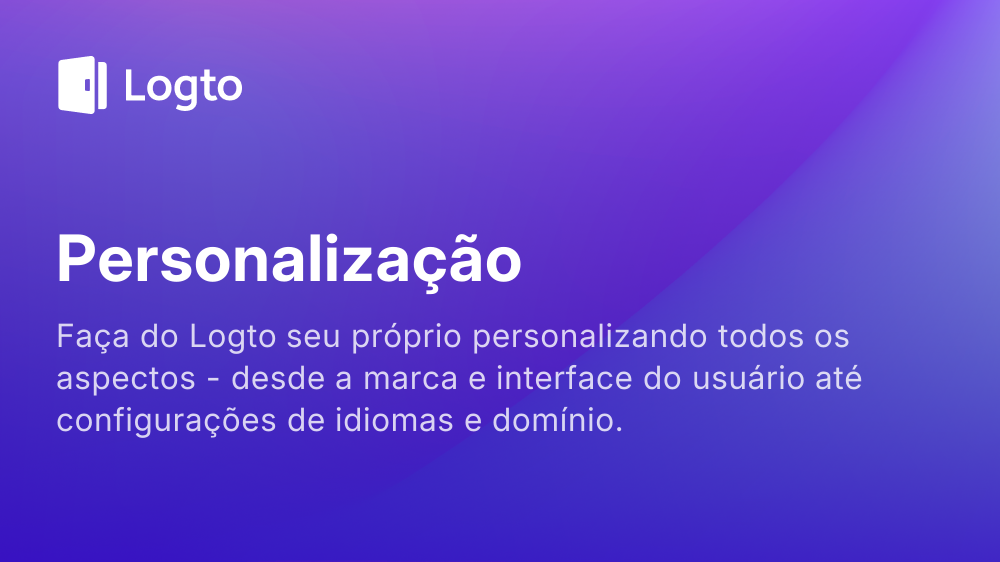 Logto
Personalização
Faça do Logto seu próprio personalizando todos os
aspectos - desde a marca e interface do usuário até
configurações de idiomas e domínio.